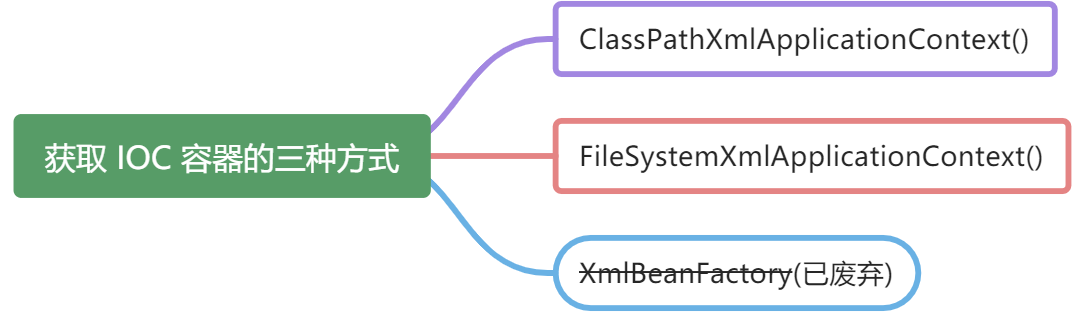 ClassPathXmlApplicationContext()
获取 IOC 容器的三种方式
FileSystemXmlApplicationContext()
XmlBeanFactory(已废弃)